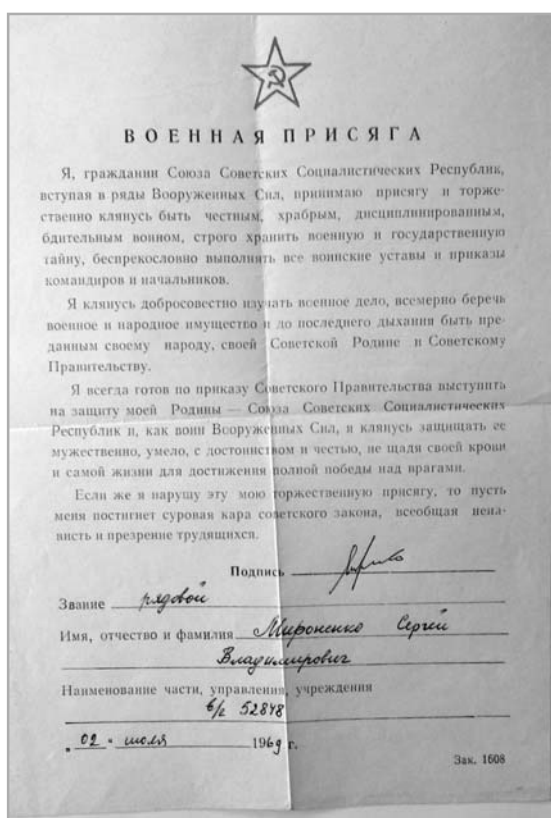 ВОЕННАЯ ПРИСЯГА
Я, гражданин Союза Советских Социалистических Республик,
вступая в ряды Вооруженных Сил, принимаю присягу и торже-
ственно клянусь быть честным, храбрым, дисциплинированным,
бдительным воином, строго хранить военную и государственную
тайну, беспрекословно выполнять все воинские уставы и приказы
командиров и начальников.
Я клянусь добросовестно изучать военное дело, всемерно беречь
военное и народное имущество и до последнего дыхания быть пре-
данным своему народу, своей Советской Родине и Советскому
Правительству.
Я всегда готов по приказу Советского Правительства выступить
на защиту моей Родины — Союза Советских Социалистических
Республик и, как воин Вооруженных Сил, я клянусь защищать ее
мужественно, умело, с достоинством и честью, не щадя своей крови
и самой жизни для достижения полной победы над врагами.
Если же я нарушу эту мою торжественную присягу, то пусть
меня постигнет суровая кара советского закона, всеобщая нена-
висть и презрение трудящихся.
Подпись
Звание рядовой
Имя, отчество и фамилия Мироненко Сергей
Владимирович
Наименование части, управления, учреждения
в/ч 52848
„02" июля 1969 г.
Зак. 1608